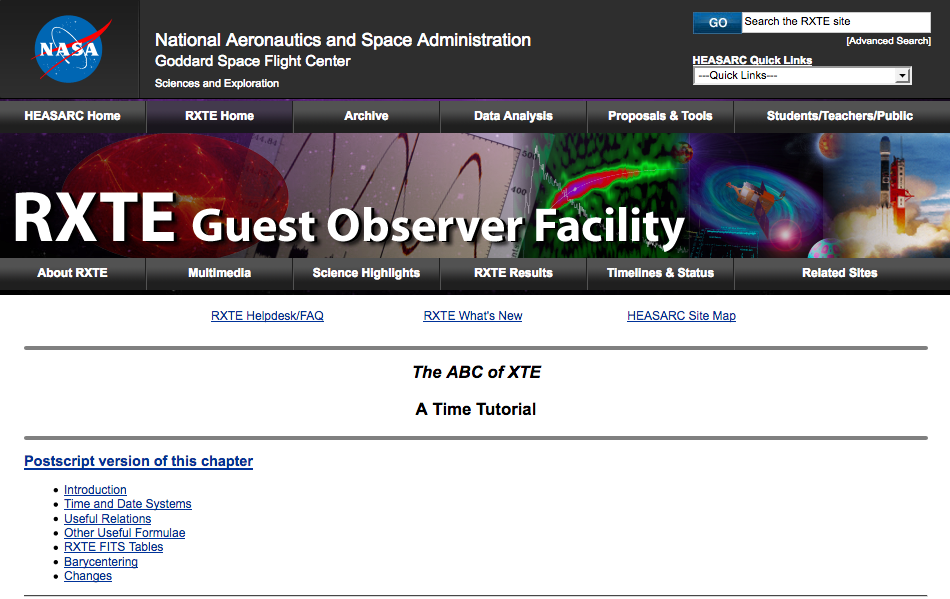 NASA
National Aeronautics and Space Administration
Goddard Space Flight Center
Sciences and Exploration
GO Search the RXTE site
[Advanced Search]
HEASARC Quick Links
---Quick Links---
HEASARC Home RXTE Home Archive Data Analysis Proposals & Tools Students/Teachers/Public
RXTE Guest Observer Facility
About RXTE Multimedia Science Highlights RXTE Results Timelines & Status Related Sites
RXTE Helpdesk/FAQ RXTE What's New HEASARC Site Map
The ABC of XTE
A Time Tutorial
Postscript version of this chapter
Introduction
Time and Date Systems
Useful Relations
Other Useful Formulae
RXTE FITS Tables
Barycentering
Changes